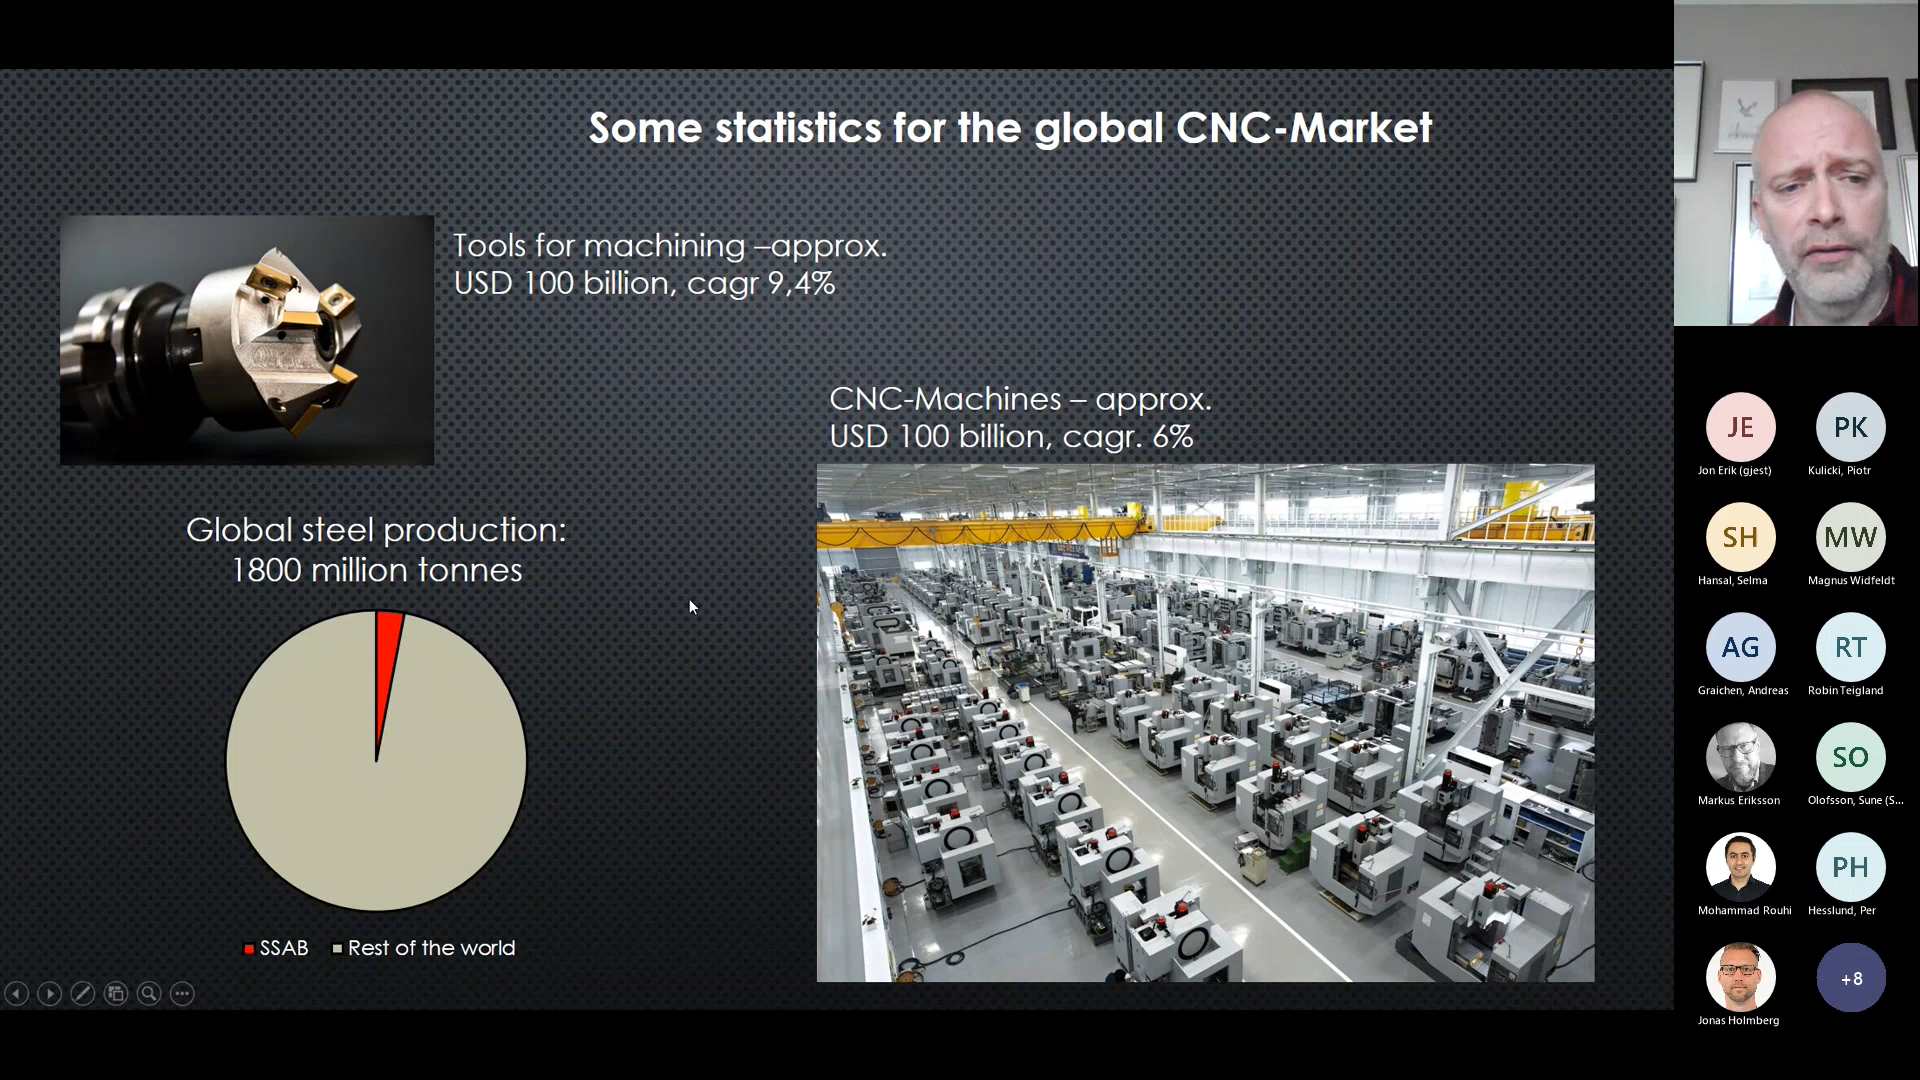 Some statistics for the global CNC-Market
Tools for machining –approx.
USD 100 billion, cagr 9,4%
CNC-Machines – approx.
USD 100 billion, cagr. 6%
Global steel production:
1800 million tonnes
SSAB
Rest of the world
JE
Jon Erik (gjest)
PK
Kulicki, Piotr
SH
Hansal, Selma
MW
Magnus Widfeldt
AG
Graichen, Andreas
RT
Robin Teigland
Markus Eriksson
SO
Olofsson, Sune (S...
Mohammad Rouhi
PH
Hesslund, Per
Jonas Holmberg
+8